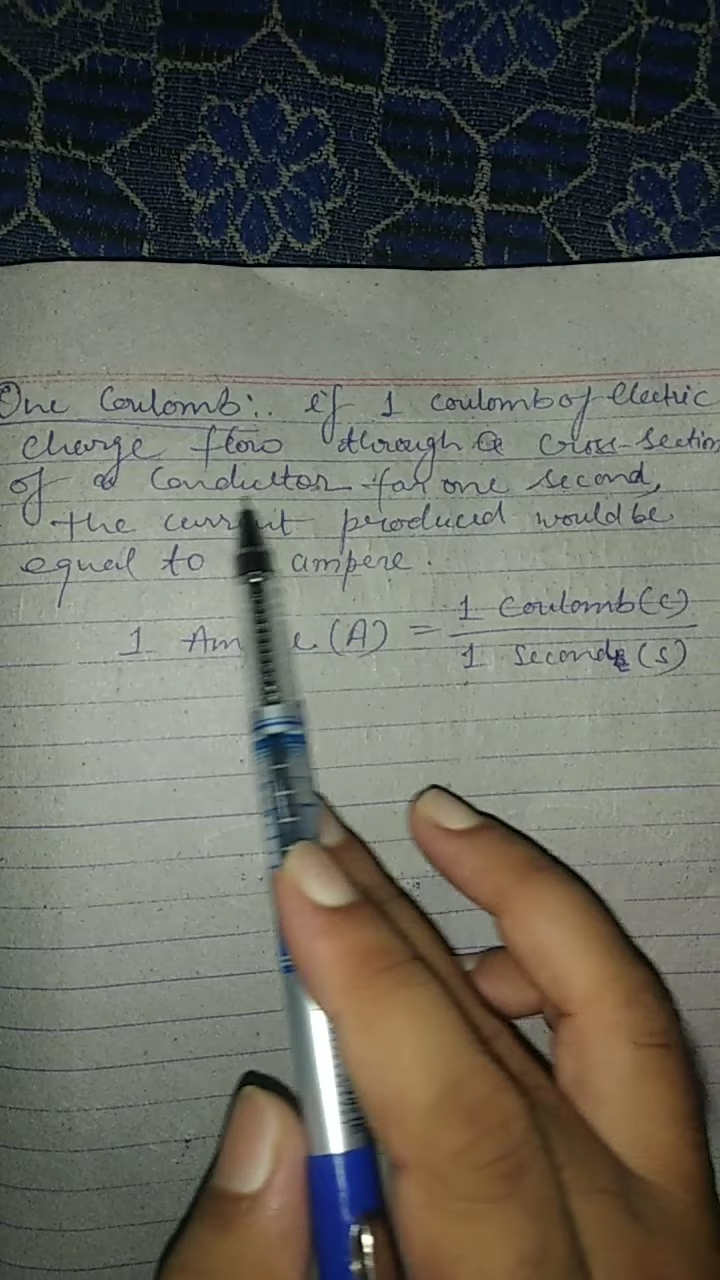 One Coulomb:. if 1 coulomb of electric
charge flow through a cross-section
of a conductor for one second,
the current produced would be
equal to ampere.
1 (A) = 1 Coulomb(c)
1 Second (s)